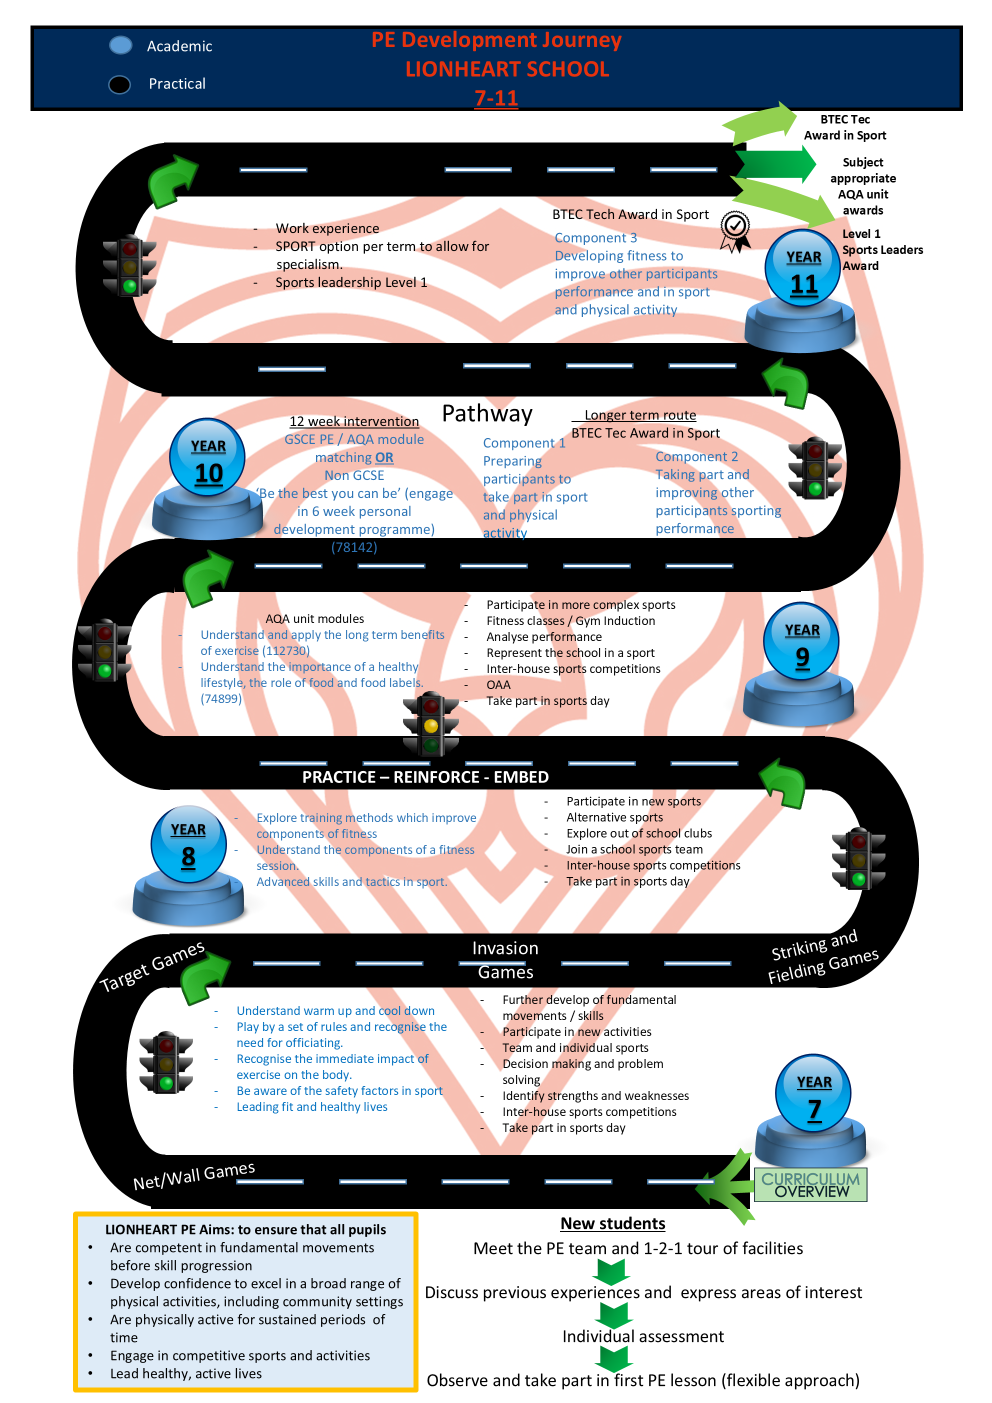 PE Development Journey
LIONHEART SCHOOL
7-11
Academic
Practical
BTEC Tec
Award in Sport
Subject
appropriate
AQA unit
awards
Level 1
Sports Leaders
Award
- Work experience
- SPORT option per term to allow for
specialism.
- Sports leadership Level 1
BTEC Tech Award in Sport
Component 3
Developing fitness to
improve other participants
performance and in sport
and physical activity
YEAR
11
Pathway
12 week intervention
GSCE PE / AQA module
matching OR
Non GCSE
‘Be the best you can be’ (engage
in 6 week personal
development programme)
(78142)
Longer term route
BTEC Tec Award in Sport
Component 1
Preparing
participants to
take part in sport
and physical
activity
Component 2
Taking part and
improving other
participants sporting
performance
YEAR
10
AQA unit modules
- Understand and apply the long term benefits
of exercise (112730)
- Understand the importance of a healthy
lifestyle, the role of food and food labels.
(74899)
- Participate in more complex sports
- Fitness classes / Gym Induction
- Analyse performance
- Represent the school in a sport
- Inter-house sports competitions
- OAA
- Take part in sports day
YEAR
9
PRACTICE – REINFORCE - EMBED
YEAR
8
- Explore training methods which improve
components of fitness
- Understand the components of a fitness
session.
- Advanced skills and tactics in sport.
- Participate in new sports
- Alternative sports
- Explore out of school clubs
- Join a school sports team
- Inter-house sports competitions
- Take part in sports day
Target Games
Invasion
Games
Striking and
Fielding Games
- Understand warm up and cool down
- Play by a set of rules and recognise the
need for officiating.
- Recognise the immediate impact of
exercise on the body.
- Be aware of the safety factors in sport
- Leading fit and healthy lives
- Further develop of fundamental
movements / skills
- Participate in new activities
- Team and individual sports
- Decision making and problem
solving
- Identify strengths and weaknesses
- Inter-house sports competitions
- Take part in sports day
YEAR
7
Net/Wall Games
CURRICULUM
OVERVIEW
LIONHEART PE Aims: to ensure that all pupils
• Are competent in fundamental movements
before skill progression
• Develop confidence to excel in a broad range of
physical activities, including community settings
• Are physically active for sustained periods of
time
• Engage in competitive sports and activities
• Lead healthy, active lives
New students
Meet the PE team and 1-2-1 tour of facilities
Discuss previous experiences and express areas of interest
Individual assessment
Observe and take part in first PE lesson (flexible approach)